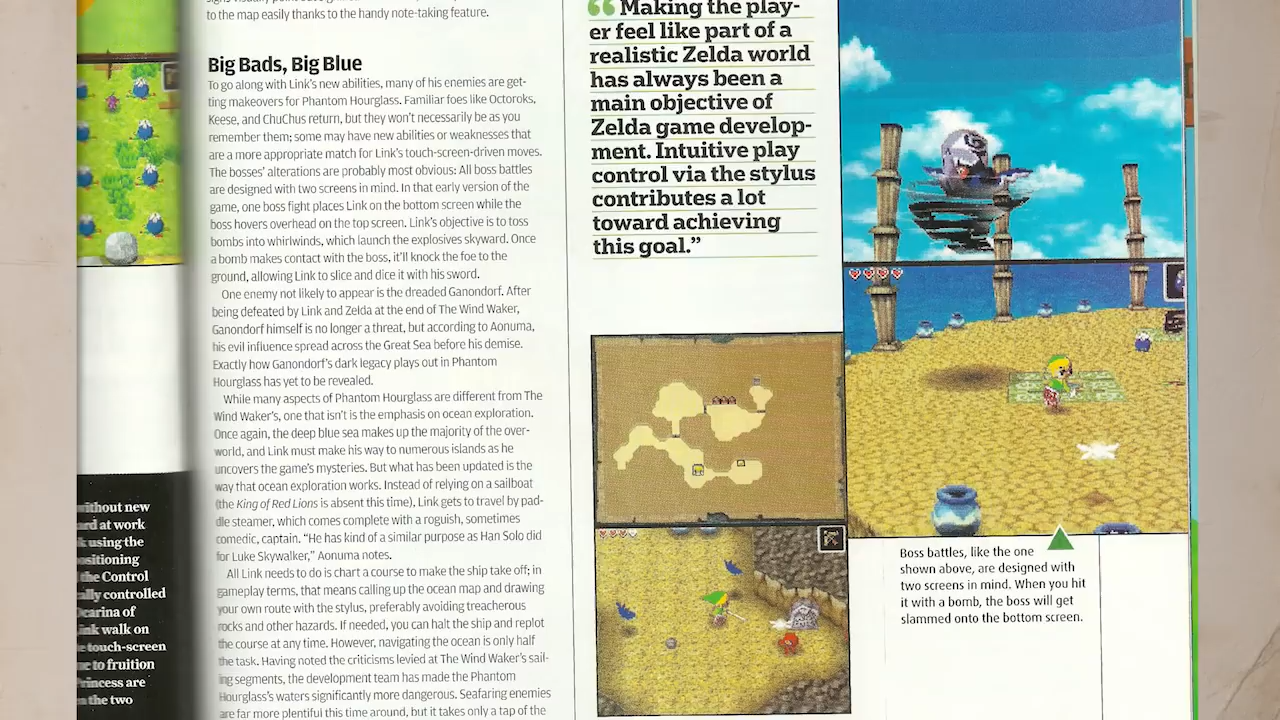 to the map easily thanks to the handy note-taking feature.
Big Bads, Big Blue
To go along with Link's new abilities, many of his enemies are get-
ting makeovers for Phantom Hourglass. Familiar foes like Octoroks,
Keese, and ChuChus return, but they won't necessarily be as you
remember them; some may have new abilities or weaknesses that
are a more appropriate match for Link's touch-screen-driven moves.
The bosses' alterations are probably most obvious: All boss battles
are designed with two screens in mind. In that early version of the
game, one boss fight places Link on the bottom screen while the
boss hovers overhead on the top screen. Link's objective is to toss
bombs into whirlwinds, which launch the explosives skyward. Once
a bomb makes contact with the boss, it'll knock the foe to the
ground, allowing Link to slice and dice it with his sword.
One enemy not likely to appear is the dreaded Ganondorf. After
being defeated by Link and Zelda at the end of The Wind Waker,
Ganondorf himself is no longer a threat, but according to Aonuma,
his evil influence spread across the Great Sea before his demise.
Exactly how Ganondorf's dark legacy plays out in Phantom
Hourglass has yet to be revealed.
While many aspects of Phantom Hourglass are different from The
Wind Waker's, one that isn't is the emphasis on ocean exploration.
Once again, the deep blue sea makes up the majority of the over-
world, and Link must make his way to numerous islands as he
uncovers the game's mysteries. But what has been updated is the
way that ocean exploration works. Instead of relying on a sailboat
(the King of Red Lions is absent this time), Link gets to travel by pad-
dle steamer, which comes complete with a roguish, sometimes
comedic, captain. "He has kind of a similar purpose as Han Solo did
for Luke Skywalker," Aonuma notes.
All Link needs to do is chart a course to make the ship take off; in
gameplay terms, that means calling up the ocean map and drawing
your own route with the stylus, preferably avoiding treacherous
rocks and other hazards. If needed, you can halt the ship and replot
the course at any time. However, navigating the ocean is only half
the task. Having noted the criticisms levied at The Wind Waker's sail-
ing segments, the development team has made the Phantom
Hourglass's waters significantly more dangerous. Seafaring enemies
are far more plentiful this time around, but it takes only a tap of the
"Making the play-
er feel like part of a
realistic Zelda world
has always been a
main objective of
Zelda game develop-
ment. Intuitive play
control via the stylus
contributes a lot
toward achieving
this goal."
Boss battles, like the one
shown above, are designed with
two screens in mind. When you hit
it with a bomb, the boss will get
slammed onto the bottom screen.
without new
at work
using the
the Control
controlled
walk on
touch-screen
to fruition
are
the two